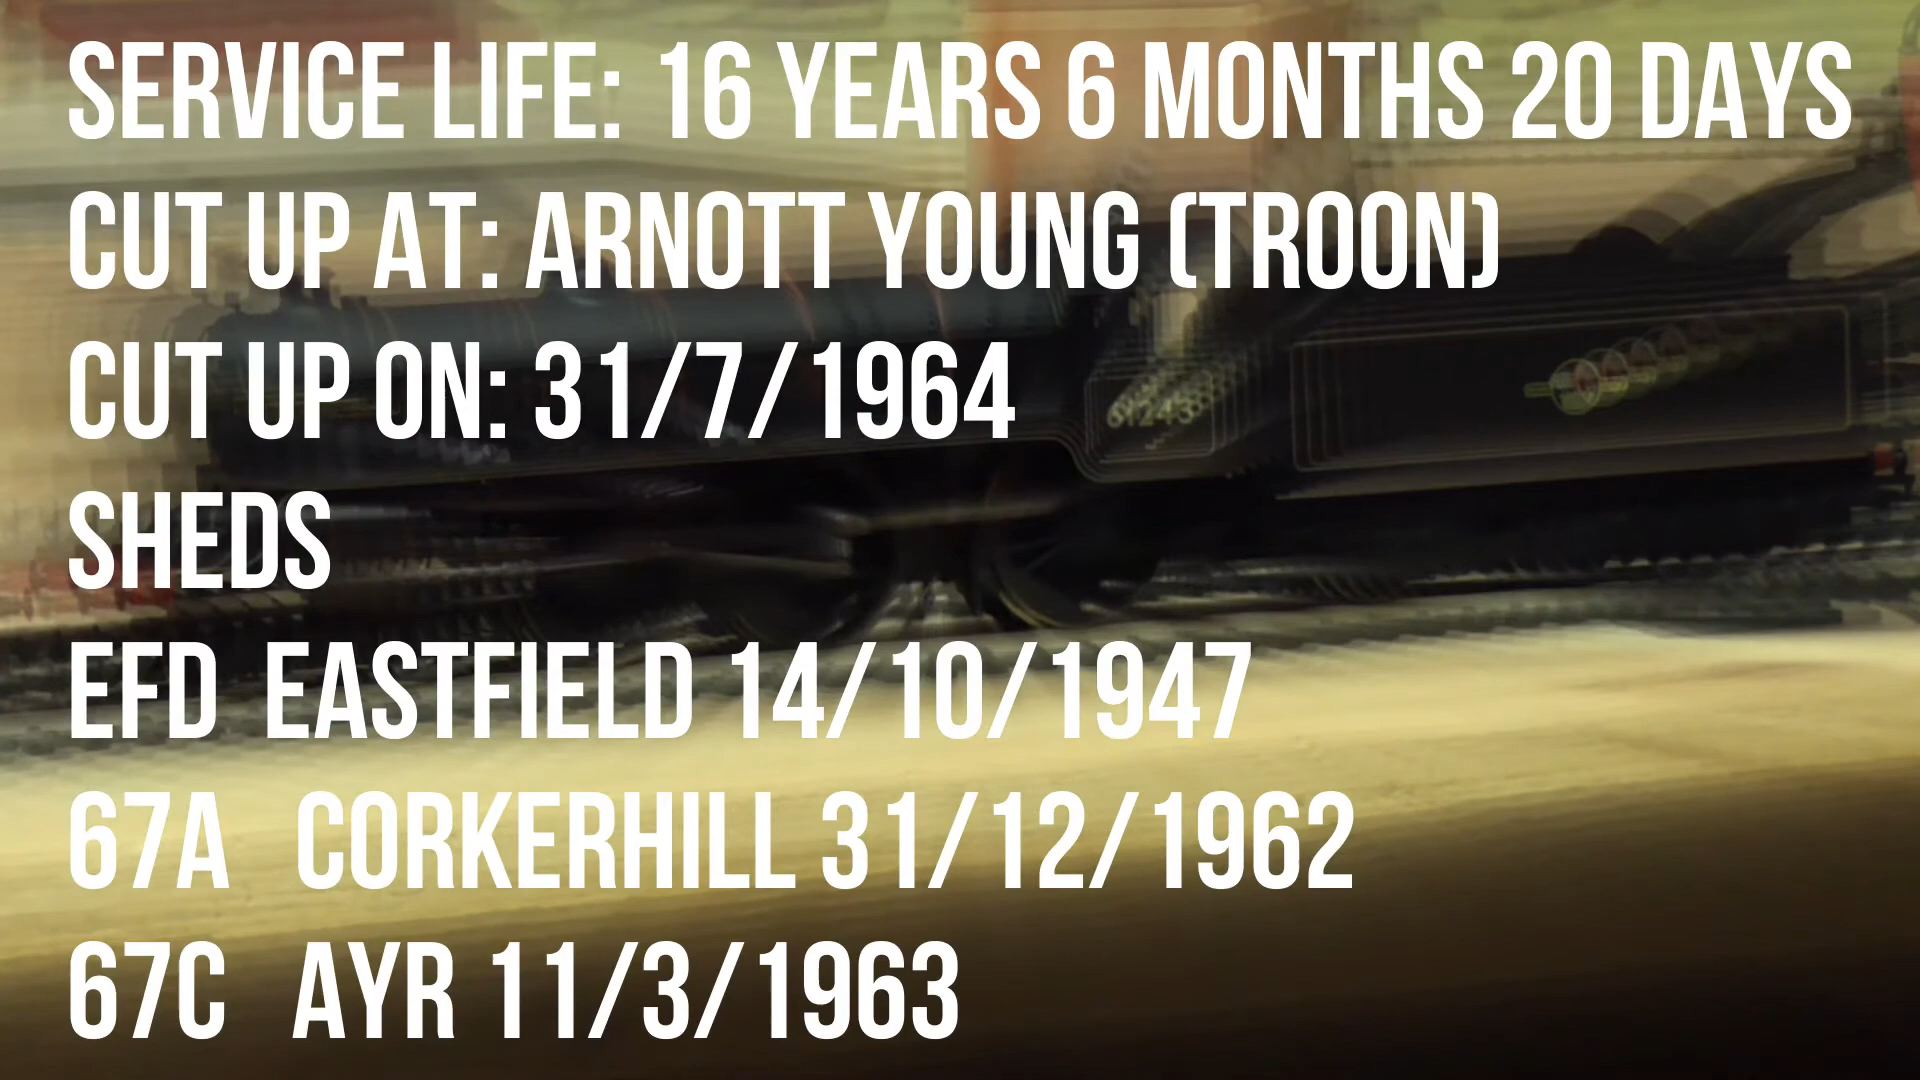 SERVICE LIFE: 16 YEARS 6 MONTHS 20 DAYS
CUT UP AT: ARNOTT YOUNG (TROON)
CUT UP ON: 31/7/1964
SHEDS
EFD EASTFIELD 14/10/1947
67A CORKERHILL 31/12/1962
67C AYR 11/3/1963
61243